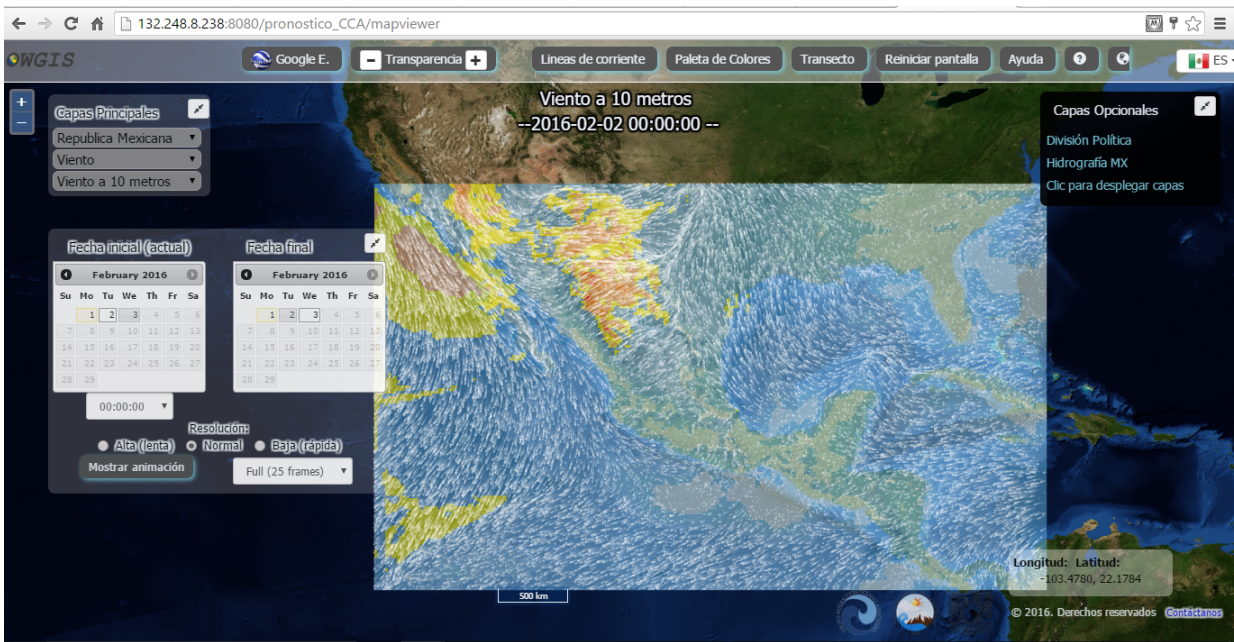 132.248.8.238:8080/pronostico_CCA/mapviewer
OWGIS
Google E.
- Transparencia +
Lineas de corriente
Paleta de Colores
Transecto
Reiniciar pantalla
Ayuda
?
ES
+
−
Capas Principales
Republica Mexicana
Viento
Viento a 10 metros
Viento a 10 metros
--2016-02-02 00:00:00 --
Capas Opcionales
División Política
Hidrografía MX
Clic para desplegar capas
Fecha inicial (actual)
February 2016
Su Mo Tu We Th Fr Sa
1 2 3 4 5 6
7 8 9 10 11 12 13
14 15 16 17 18 19 20
21 22 23 24 25 26 27
28 29
00:00:00
Fecha final
February 2016
Su Mo Tu We Th Fr Sa
1 2 3 4 5 6
7 8 9 10 11 12 13
14 15 16 17 18 19 20
21 22 23 24 25 26 27
28 29
Resolución:
Alta (lenta) Normal Baja (rápida)
Mostrar animación
Full (25 frames)
500 km
Longitud: Latitud:
-103.4780, 22.1784
© 2016. Derechos reservados Contáctanos